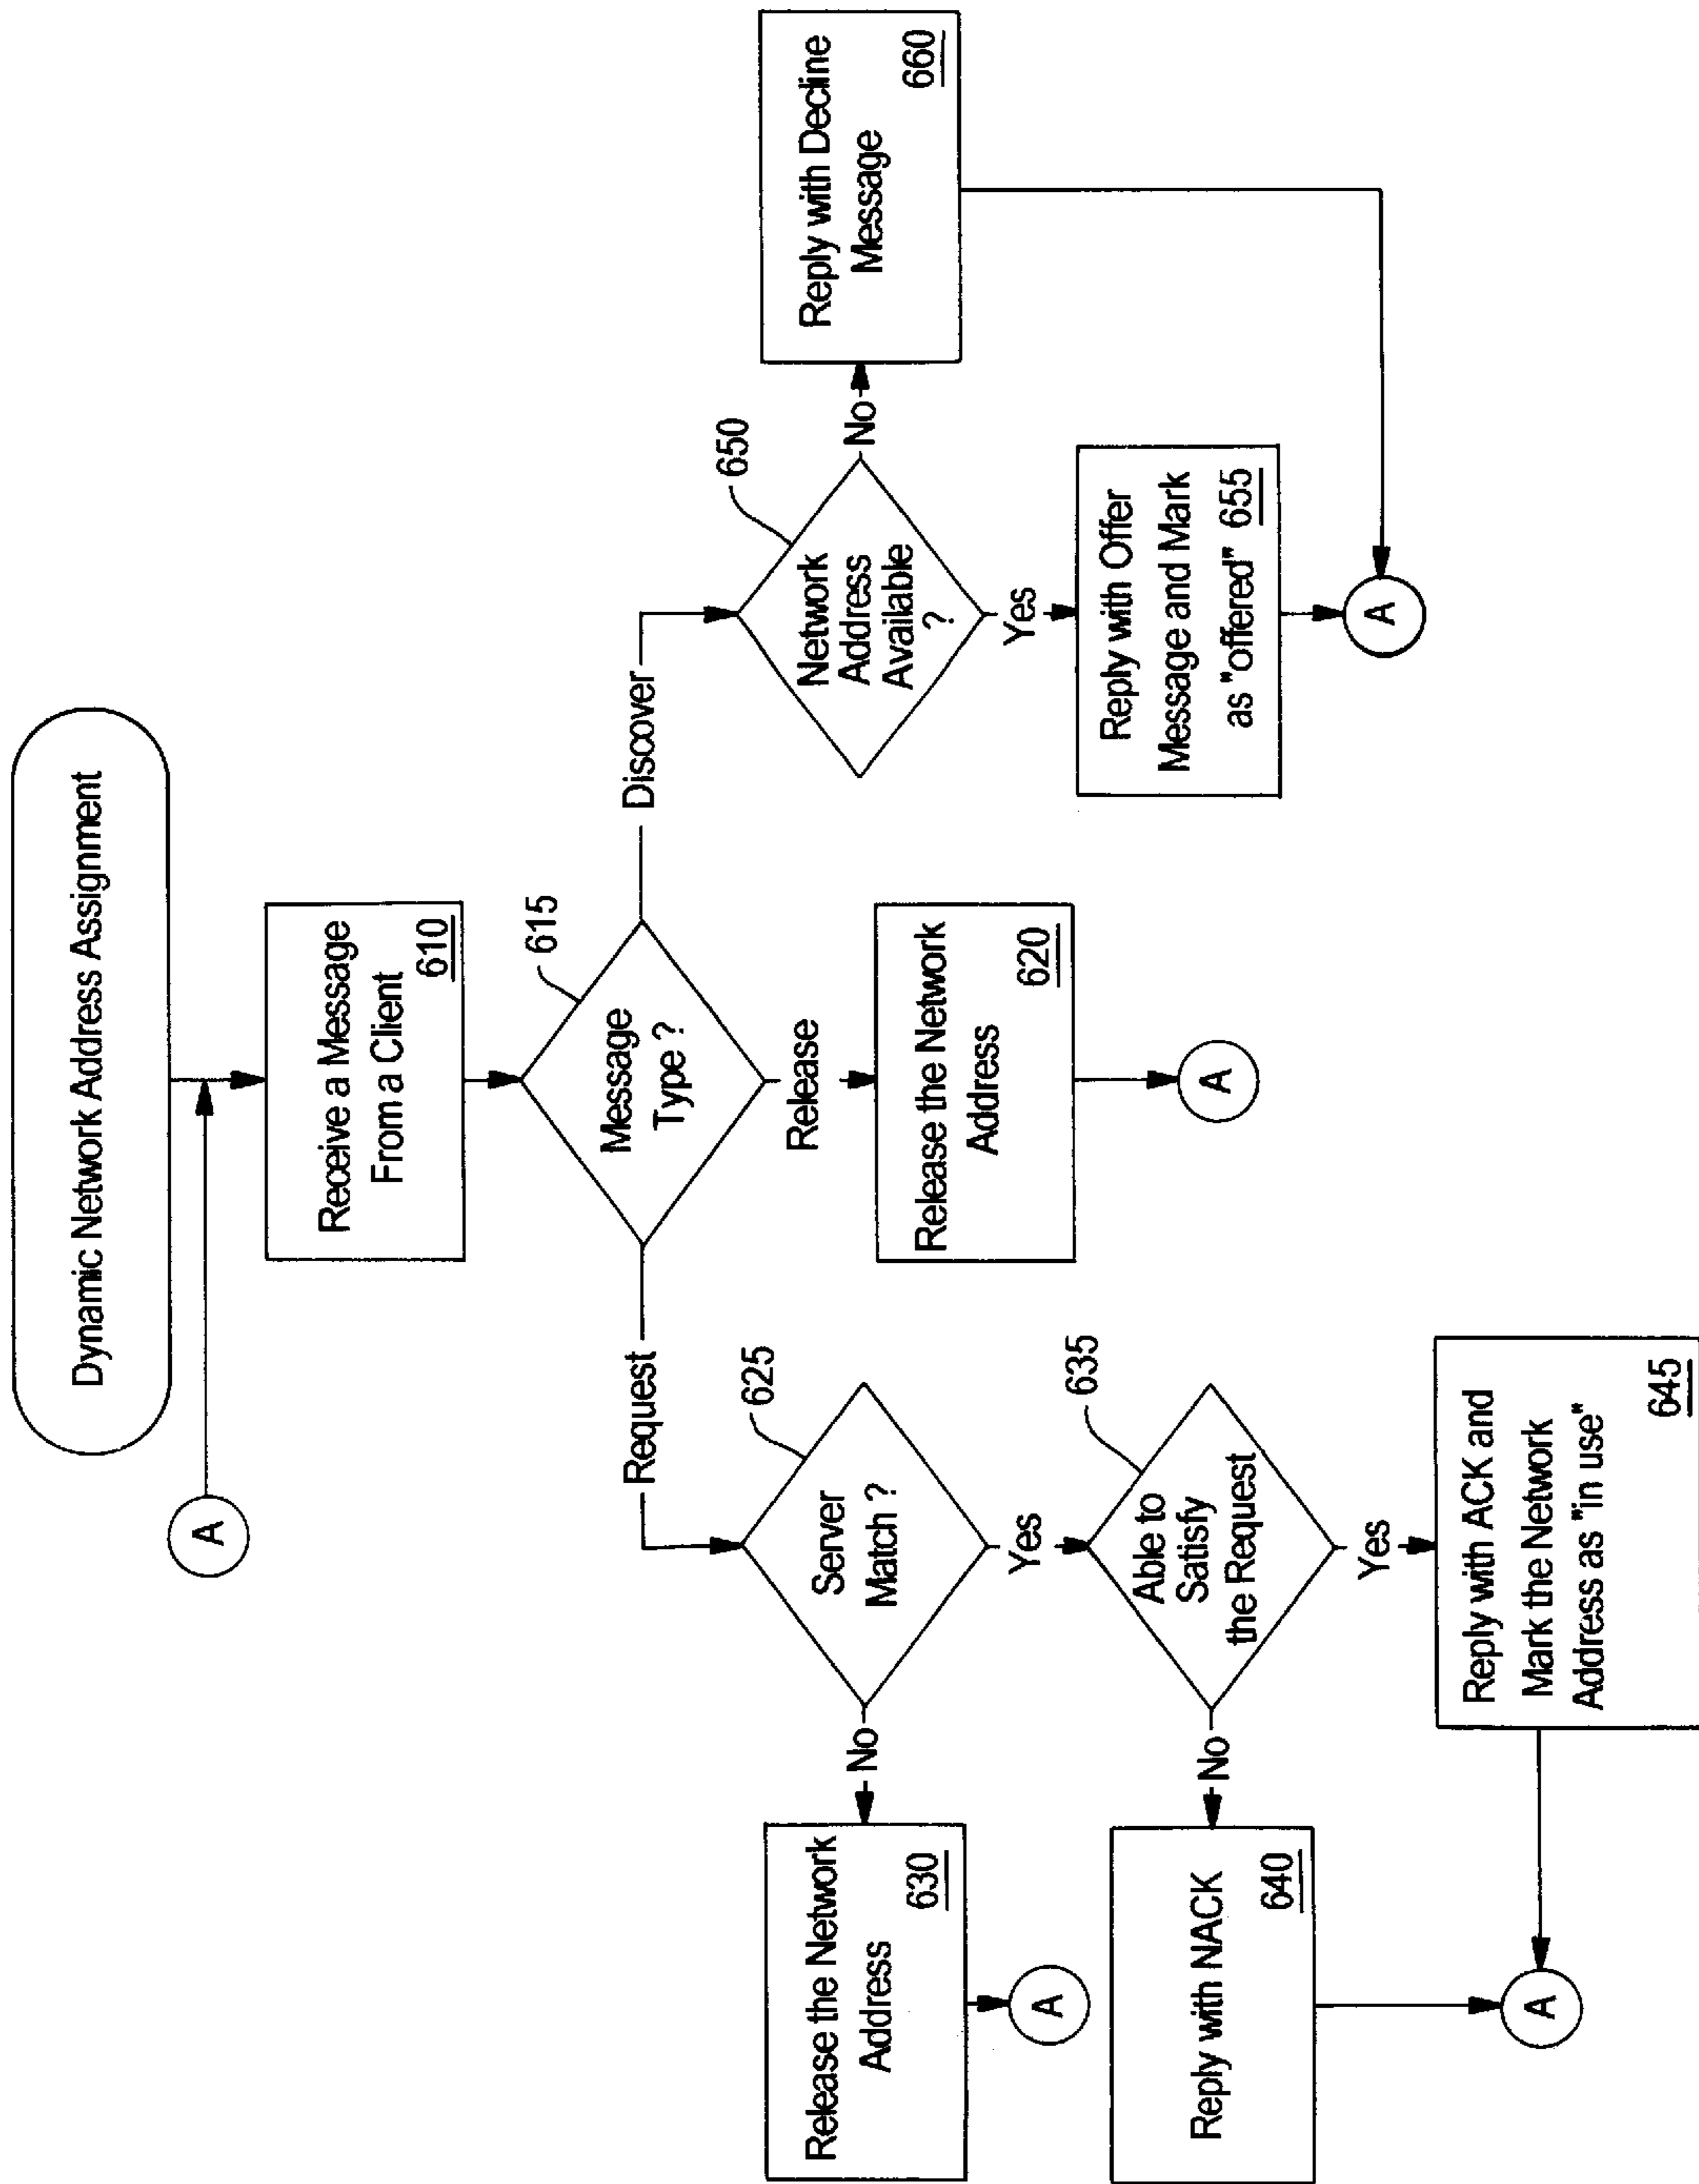 Dynamic Network Address Assignment
A
Receive a Message
From a Client
610
615
Message
Type ?
Request
Release
Discover
625
Server
Match ?
No
Yes
Release the Network
Address
630
A
635
Able to
Satisfy
the Request
No
Yes
Reply with NACK
640
Reply with ACK and
Mark the Network
Address as "in use"
645
A
Release the Network
Address
620
A
650
Network
Address
Available
?
No
Yes
Reply with Decline
Message
660
Reply with Offer
Message and Mark
as "offered" 655
A